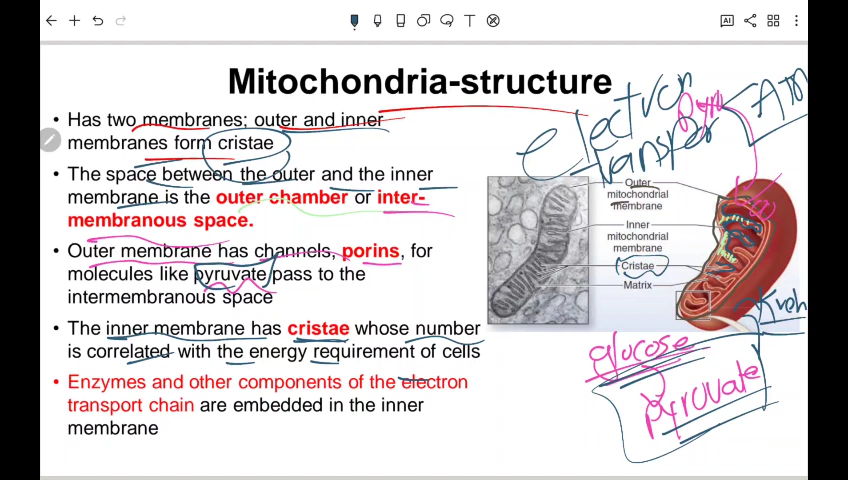 AI
T
Mitochondria-structure
• Has two membranes; outer and inner
membranes form cristae
• The space between the outer and the inner
membrane is the outer chamber or inter-
membranous space.
• Outer membrane has channels, porins, for
molecules like pyruvate pass to the
intermembranous space
• The inner membrane has cristae whose number
is correlated with the energy requirement of cells
• Enzymes and other components of the electron
transport chain are embedded in the inner
membrane
electron
transfer
Outer
mitochondrial
membrane
Inner
mitochondrial
membrane
Cristae
Matrix
glucose
pyruvate